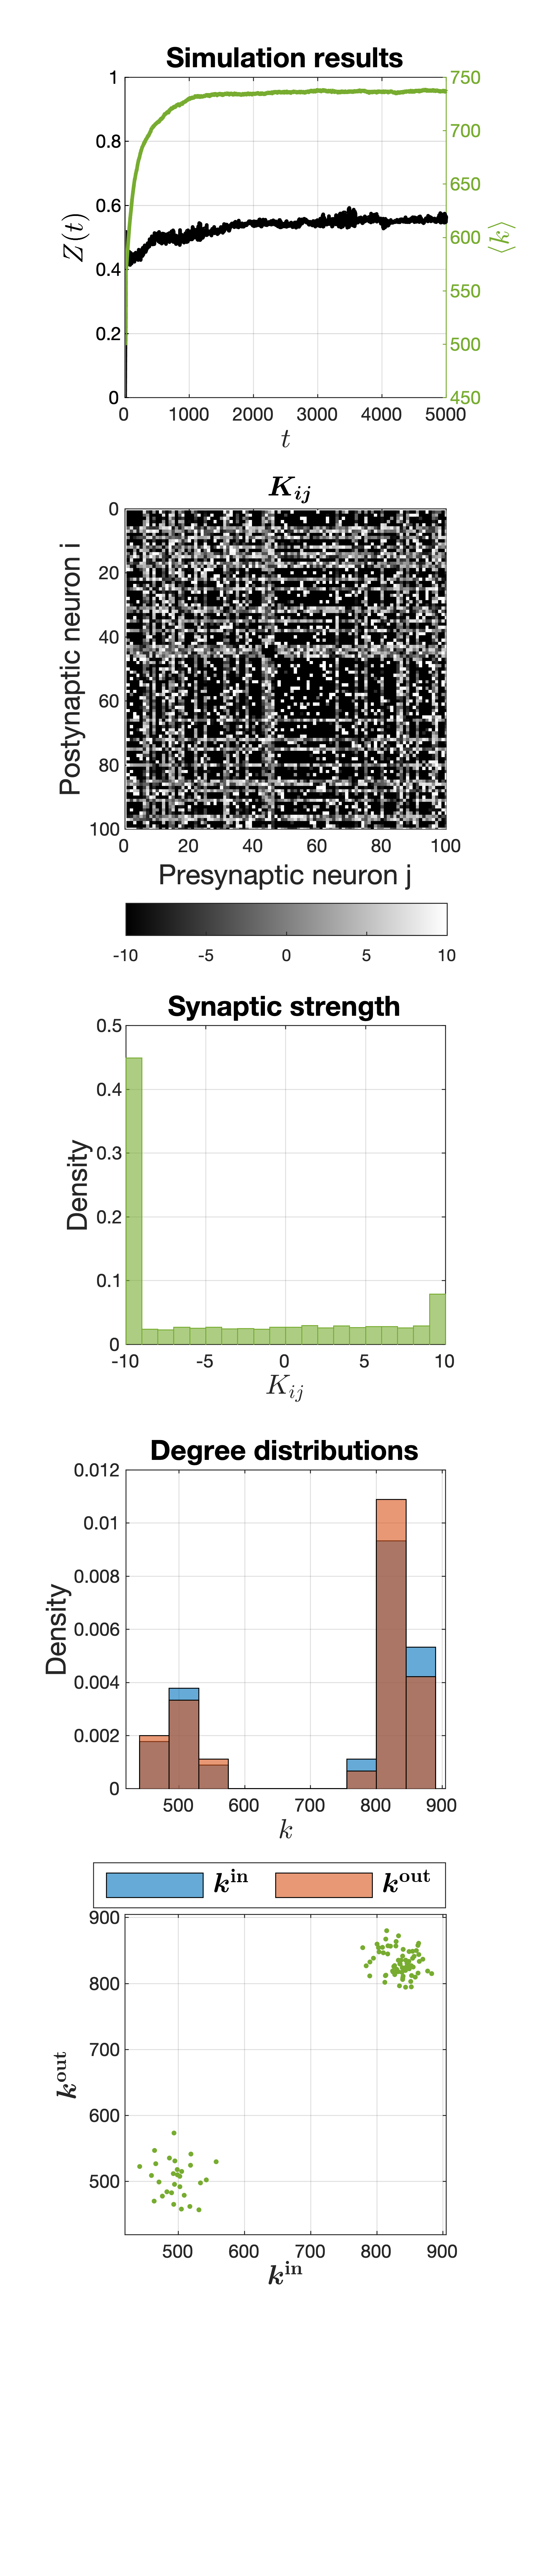 Simulation results
1
0.8
0.6
0.4
0.2
0
Z(t)
750
700
650
600
550
500
450
⟨k⟩
0 1000 2000 3000 4000 5000
t
K_{ij}
0
20
40
60
80
100
Postynaptic neuron i
0 20 40 60 80 100
Presynaptic neuron j
-10 -5 0 5 10
Synaptic strength
0.5
0.4
0.3
0.2
0.1
0
Density
-10 -5 0 5 10
K_{ij}
Degree distributions
0.012
0.01
0.008
0.006
0.004
0.002
0
Density
500 600 700 800 900
k
k^{in} k^{out}
900
800
700
600
500
k^{out}
500 600 700 800 900
k^{in}